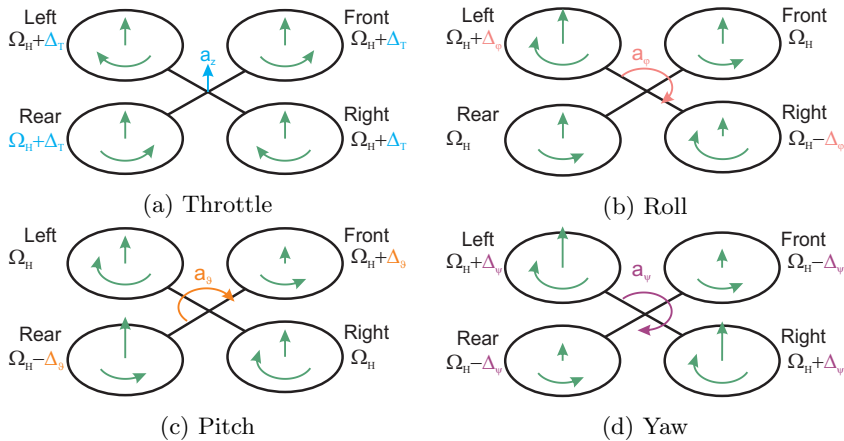 Left
Ω_H+Δ_T
Front
Ω_H+Δ_T
a_z
Rear
Ω_H+Δ_T
Right
Ω_H+Δ_T
(a) Throttle
Left
Ω_H+Δ_φ
Front
Ω_H
a_φ
Rear
Ω_H
Right
Ω_H−Δ_φ
(b) Roll
Left
Ω_H
Front
Ω_H+Δ_ϑ
a_ϑ
Rear
Ω_H−Δ_ϑ
Right
Ω_H
(c) Pitch
Left
Ω_H+Δ_ψ
Front
Ω_H−Δ_ψ
a_ψ
Rear
Ω_H−Δ_ψ
Right
Ω_H+Δ_ψ
(d) Yaw